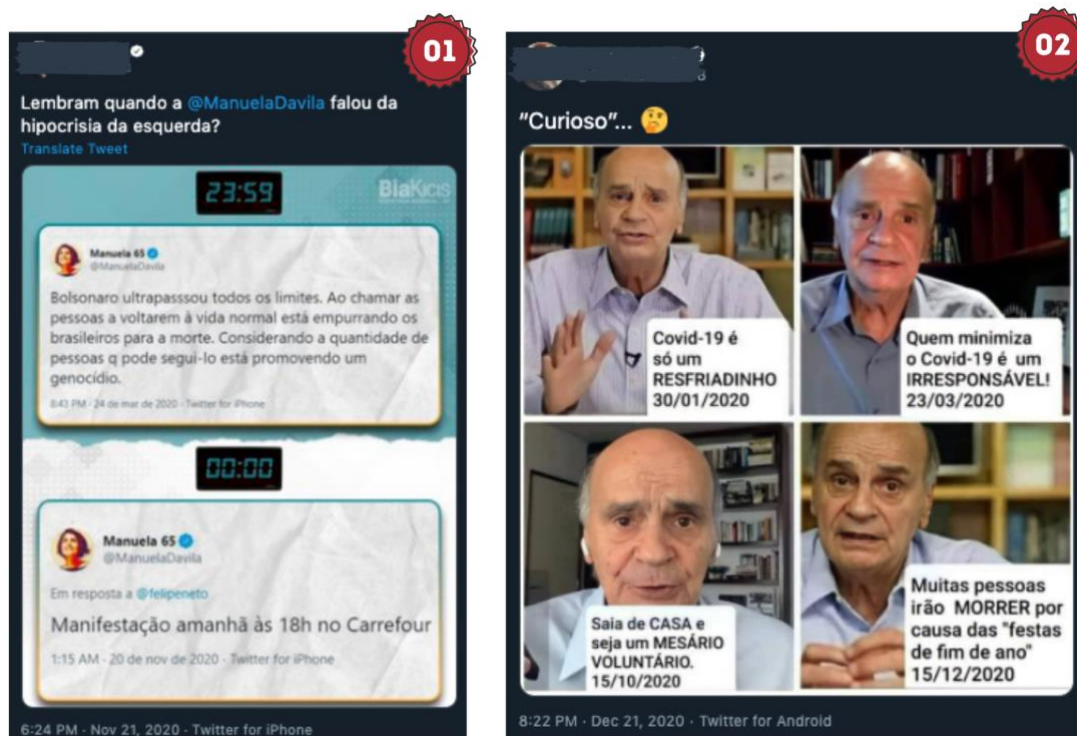 01
Lembram quando a @ManuelaDavila falou da
hipocrisia da esquerda?
Translate Tweet
23:59
BiaKicis
Manuela 65
@ManuelaDavila
Bolsonaro ultrapasssou todos os limites. Ao chamar as
pessoas a voltarem à vida normal está empurrando os
brasileiros para a morte. Considerando a quantidade de
pessoas q pode segui-lo está promovendo um
genocídio.
8:43 PM · 24 de mar de 2020 · Twitter for iPhone
00:00
Manuela 65
@ManuelaDavila
Em resposta a @felipeneto
Manifestação amanhã às 18h no Carrefour
1:15 AM · 20 de nov de 2020 · Twitter for iPhone
6:24 PM · Nov 21, 2020 · Twitter for iPhone
02
"Curioso"... 🤔
Covid-19 é
só um
RESFRIADINHO
30/01/2020
Quem minimiza
o Covid-19 é um
IRRESPONSÁVEL!
23/03/2020
Saia de CASA e
seja um MESÁRIO
VOLUNTÁRIO.
15/10/2020
Muitas pessoas
irão MORRER por
causa das "festas
de fim de ano"
15/12/2020
8:22 PM · Dec 21, 2020 · Twitter for Android